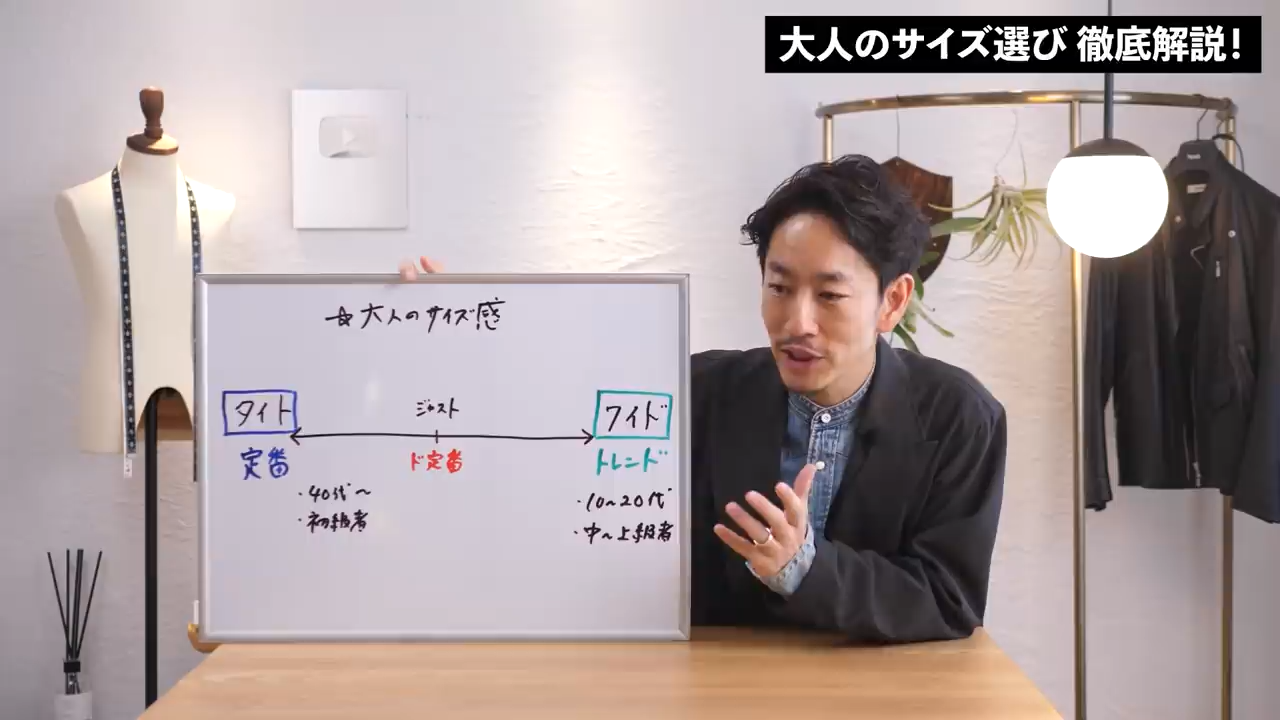 大人のサイズ選び 徹底解説!
☆大人のサイズ感
タイト
ジャスト
ワイド
定番
ド定番
トレンド
・40代〜
・初級者
・10〜20代
・中〜上級者